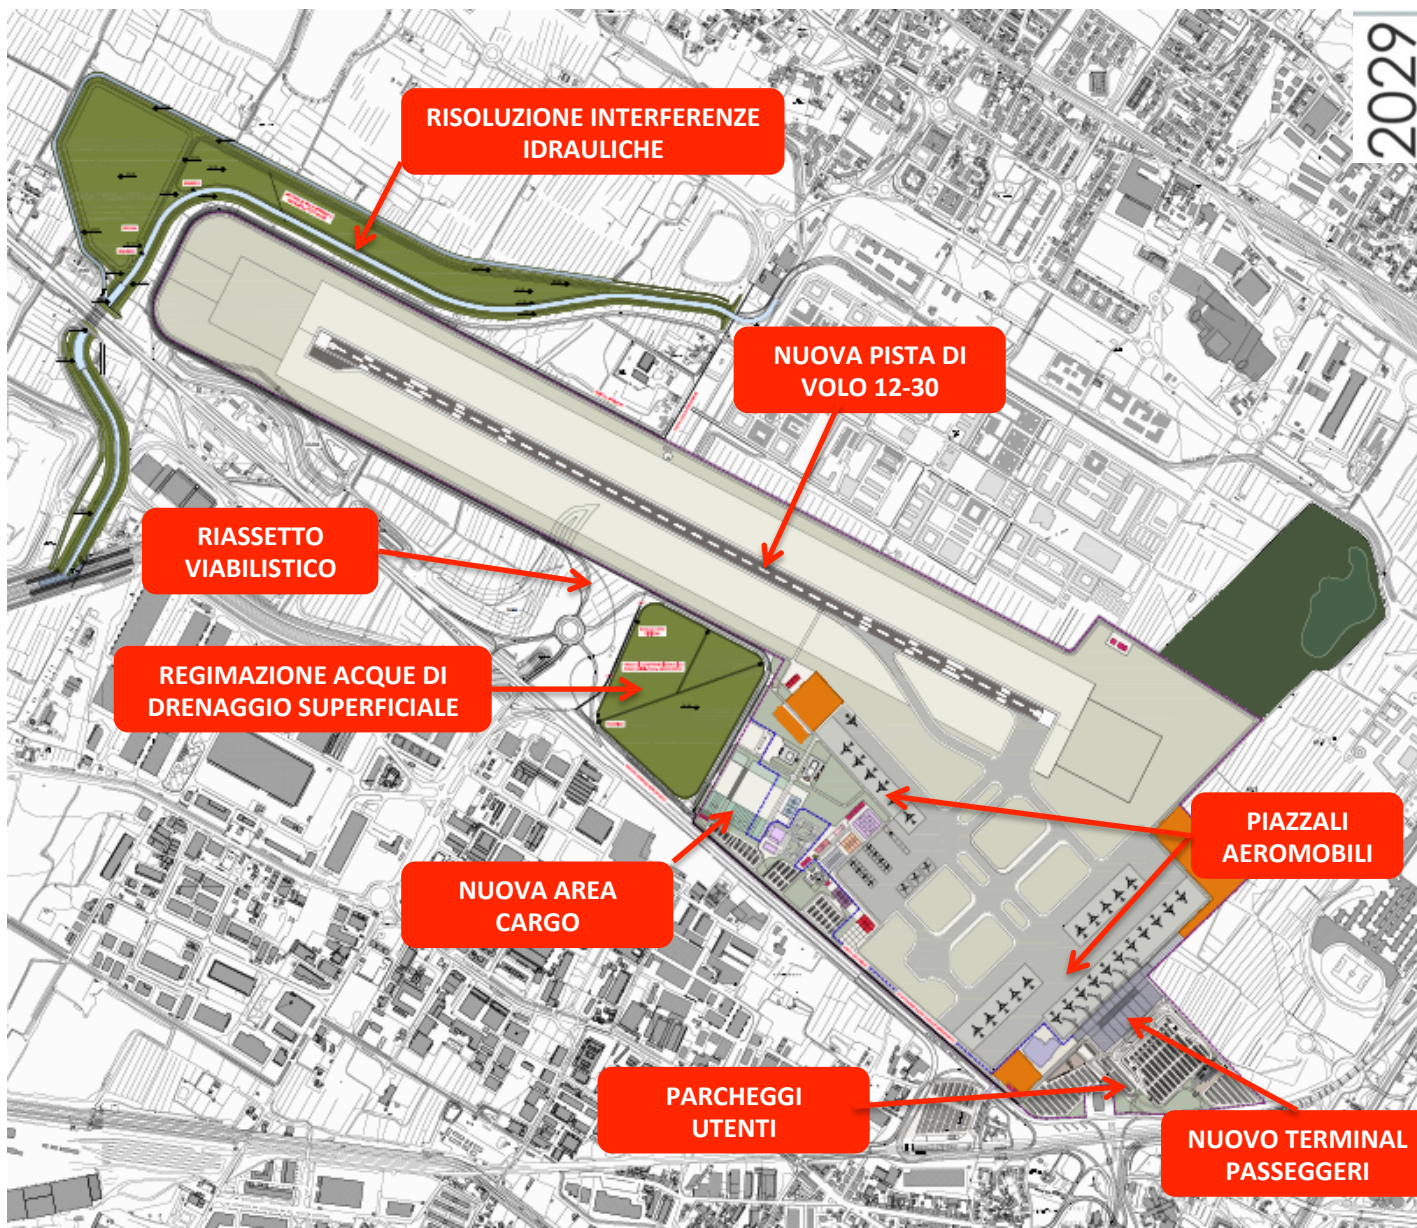 2029
RISOLUZIONE INTERFERENZE
IDRAULICHE
NUOVA PISTA DI
VOLO 12-30
RIASSETTO
VIABILISTICO
REGIMAZIONE ACQUE DI
DRENAGGIO SUPERFICIALE
PIAZZALI
AEROMOBILI
NUOVA AREA
CARGO
PARCHEGGI
UTENTI
NUOVO TERMINAL
PASSEGGERI